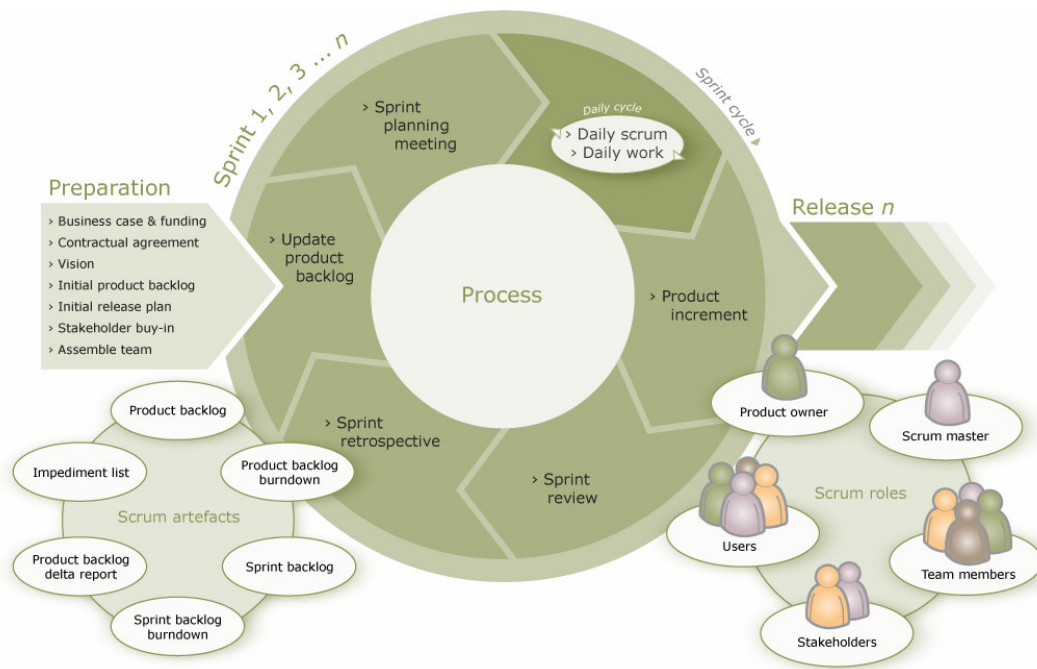 Sprint 1, 2, 3 ... n
Sprint cycle
Daily cycle
› Daily scrum
› Daily work
› Sprint
planning
meeting
Preparation
› Business case & funding
› Contractual agreement
› Vision
› Initial product backlog
› Initial release plan
› Stakeholder buy-in
› Assemble team
› Update
product
backlog
Process
› Product
increment
Release n
› Sprint
retrospective
› Sprint
review
Product backlog
Impediment list
Product backlog
burndown
Scrum artefacts
Product backlog
delta report
Sprint backlog
Sprint backlog
burndown
Product owner
Scrum master
Scrum roles
Users
Team members
Stakeholders